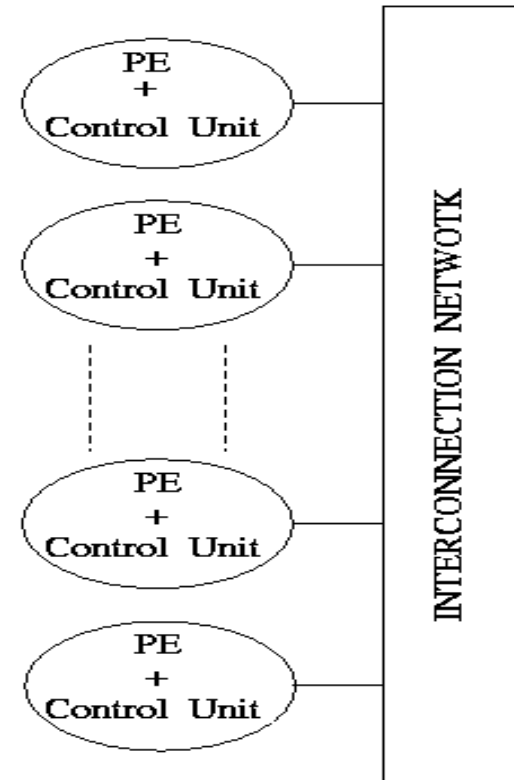 PE
+
Control Unit
PE
+
Control Unit
PE
+
Control Unit
PE
+
Control Unit
INTERCONNECTION NETWOTK